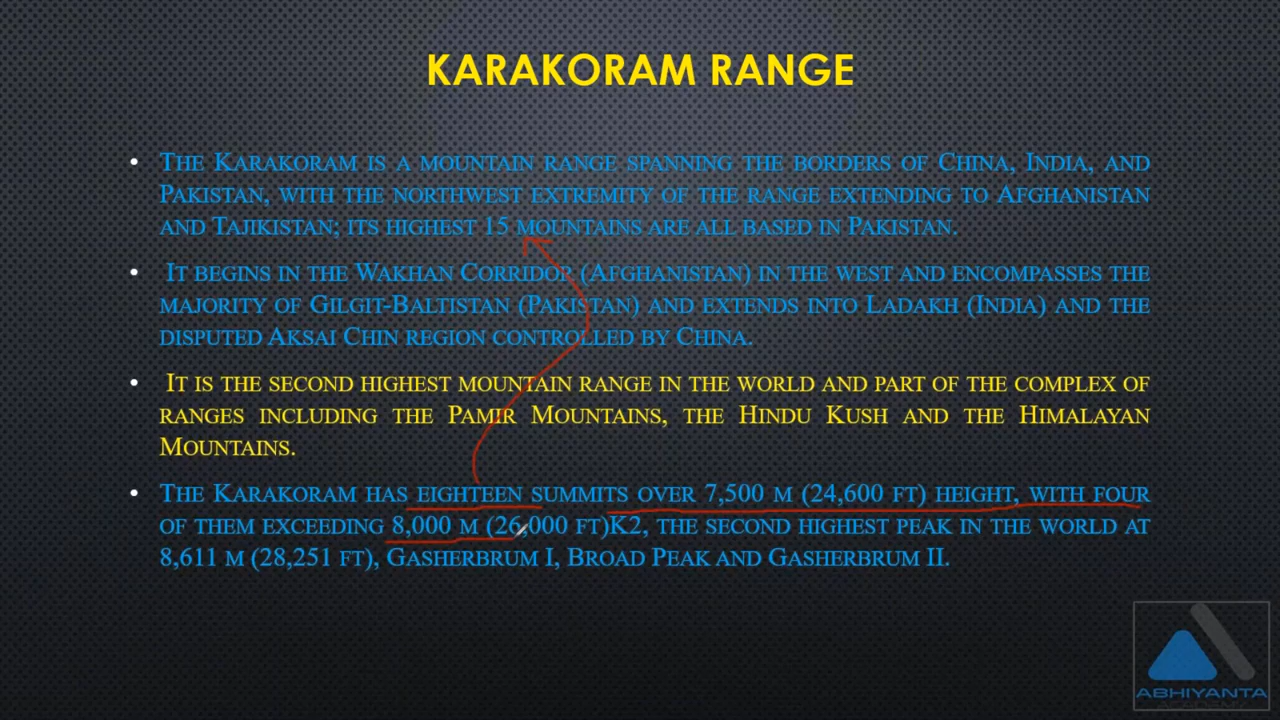 KARAKORAM RANGE
• THE KARAKORAM IS A MOUNTAIN RANGE SPANNING THE BORDERS OF CHINA, INDIA, AND
PAKISTAN, WITH THE NORTHWEST EXTREMITY OF THE RANGE EXTENDING TO AFGHANISTAN
AND TAJIKISTAN; ITS HIGHEST 15 MOUNTAINS ARE ALL BASED IN PAKISTAN.
• IT BEGINS IN THE WAKHAN CORRIDOR (AFGHANISTAN) IN THE WEST AND ENCOMPASSES THE
MAJORITY OF GILGIT-BALTISTAN (PAKISTAN) AND EXTENDS INTO LADAKH (INDIA) AND THE
DISPUTED AKSAI CHIN REGION CONTROLLED BY CHINA.
• IT IS THE SECOND HIGHEST MOUNTAIN RANGE IN THE WORLD AND PART OF THE COMPLEX OF
RANGES INCLUDING THE PAMIR MOUNTAINS, THE HINDU KUSH AND THE HIMALAYAN
MOUNTAINS.
• THE KARAKORAM HAS EIGHTEEN SUMMITS OVER 7,500 M (24,600 FT) HEIGHT, WITH FOUR
OF THEM EXCEEDING 8,000 M (26,000 FT)K2, THE SECOND HIGHEST PEAK IN THE WORLD AT
8,611 M (28,251 FT), GASHERBRUM I, BROAD PEAK AND GASHERBRUM II.
ABHIYANTA
ACADEMY